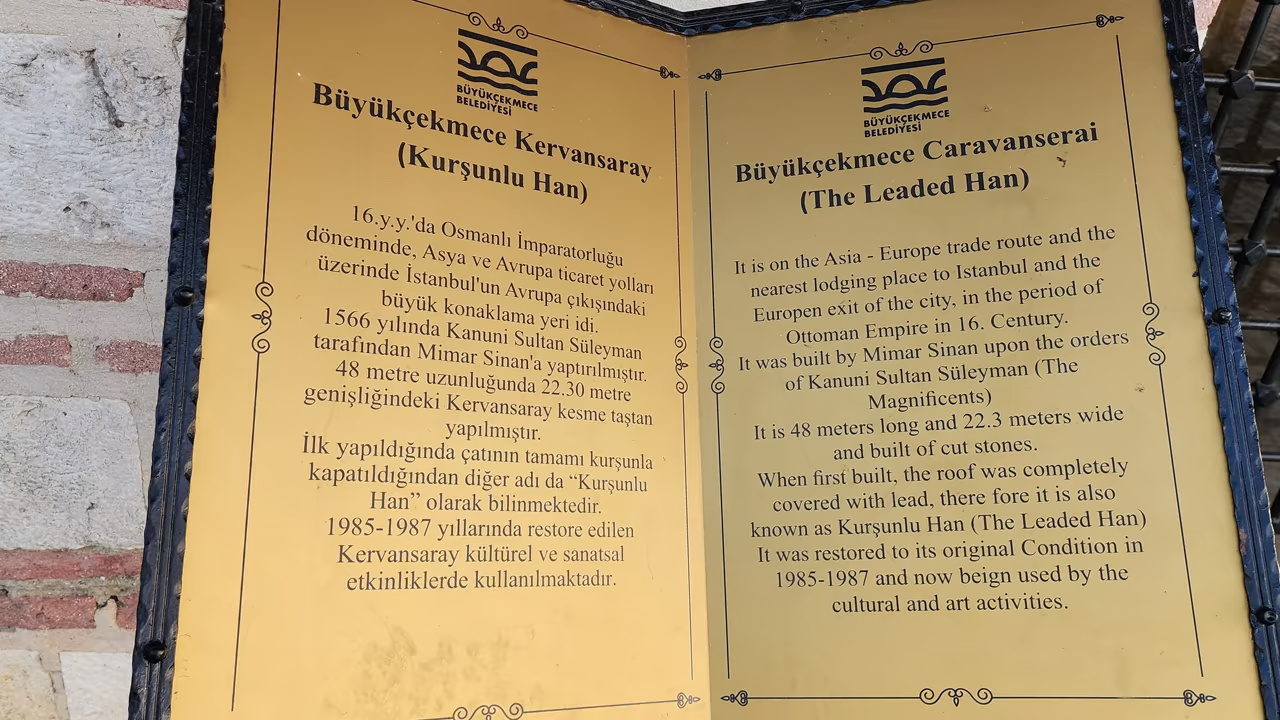 BÜYÜKÇEKMECE
BELEDİYESİ
Büyükçekmece Kervansaray
(Kurşunlu Han)
16.y.y.'da Osmanlı İmparatorluğu
döneminde, Asya ve Avrupa ticaret yolları
üzerinde İstanbul'un Avrupa çıkışındaki
büyük konaklama yeri idi.
1566 yılında Kanuni Sultan Süleyman
tarafından Mimar Sinan'a yaptırılmıştır.
48 metre uzunluğunda 22.30 metre
genişliğindeki Kervansaray kesme taştan
yapılmıştır.
İlk yapıldığında çatının tamamı kurşunla
kapatıldığından diğer adı da “Kurşunlu
Han” olarak bilinmektedir.
1985-1987 yıllarında restore edilen
Kervansaray kültürel ve sanatsal
etkinliklerde kullanılmaktadır.
BÜYÜKÇEKMECE
BELEDİYESİ
Büyükçekmece Caravanserai
(The Leaded Han)
It is on the Asia - Europe trade route and the
nearest lodging place to Istanbul and the
Europen exit of the city, in the period of
Ottoman Empire in 16. Century.
It was built by Mimar Sinan upon the orders
of Kanuni Sultan Süleyman (The
Magnificents)
It is 48 meters long and 22.3 meters wide
and built of cut stones.
When first built, the roof was completely
covered with lead, there fore it is also
known as Kurşunlu Han (The Leaded Han)
It was restored to its original Condition in
1985-1987 and now beign used by the
cultural and art activities.